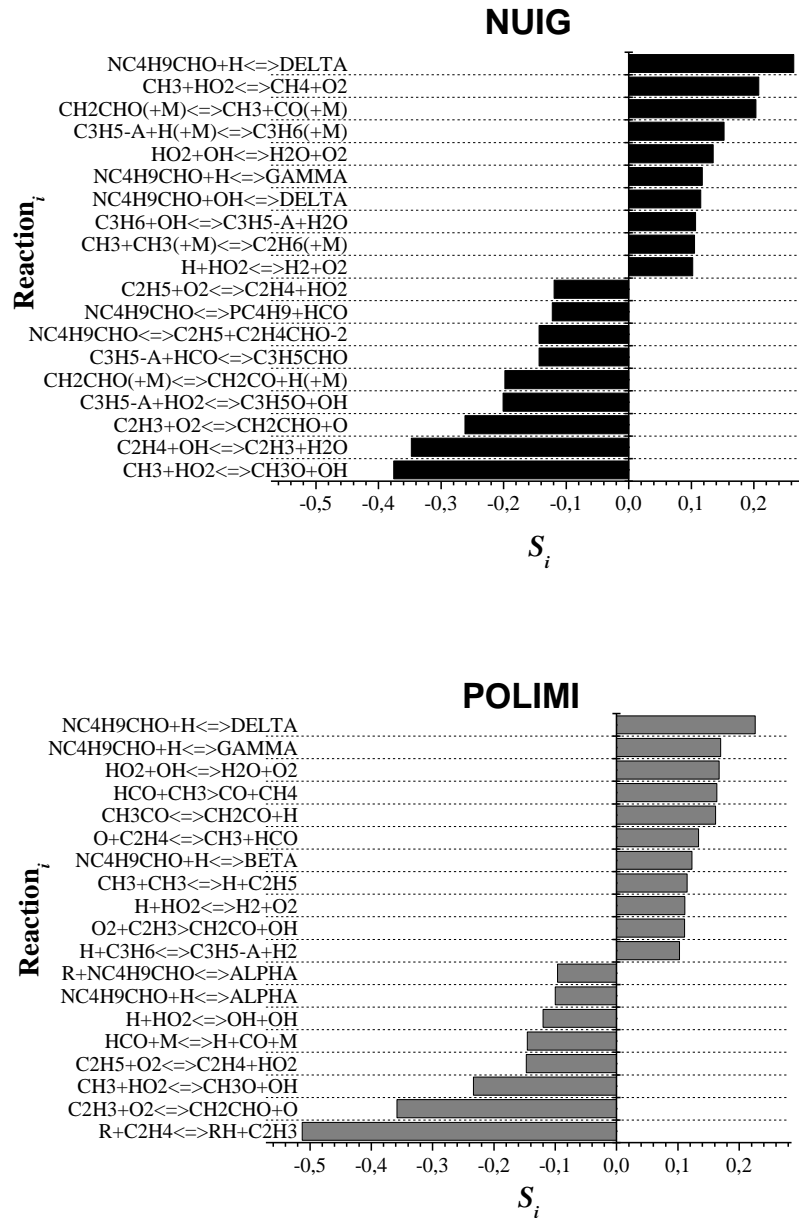 NUIG
NC4H9CHO+H<=>DELTA
CH3+HO2<=>CH4+O2
CH2CHO(+M)<=>CH3+CO(+M)
C3H5-A+H(+M)<=>C3H6(+M)
HO2+OH<=>H2O+O2
NC4H9CHO+H<=>GAMMA
NC4H9CHO+OH<=>DELTA
C3H6+OH<=>C3H5-A+H2O
CH3+CH3(+M)<=>C2H6(+M)
H+HO2<=>H2+O2
C2H5+O2<=>C2H4+HO2
NC4H9CHO<=>PC4H9+HCO
NC4H9CHO<=>C2H5+C2H4CHO-2
C3H5-A+HCO<=>C3H5CHO
CH2CHO(+M)<=>CH2CO+H(+M)
C3H5-A+HO2<=>C3H5O+OH
C2H3+O2<=>CH2CHO+O
C2H4+OH<=>C2H3+H2O
CH3+HO2<=>CH3O+OH
Reaction i
-0,5 -0,4 -0,3 -0,2 -0,1 0,0 0,1 0,2
S i
POLIMI
NC4H9CHO+H<=>DELTA
NC4H9CHO+H<=>GAMMA
HO2+OH<=>H2O+O2
HCO+CH3>CO+CH4
CH3CO<=>CH2CO+H
O+C2H4<=>CH3+HCO
NC4H9CHO+H<=>BETA
CH3+CH3<=>H+C2H5
H+HO2<=>H2+O2
O2+C2H3>CH2CO+OH
H+C3H6<=>C3H5-A+H2
R+NC4H9CHO<=>ALPHA
NC4H9CHO+H<=>ALPHA
H+HO2<=>OH+OH
HCO+M<=>H+CO+M
C2H5+O2<=>C2H4+HO2
CH3+HO2<=>CH3O+OH
C2H3+O2<=>CH2CHO+O
R+C2H4<=>RH+C2H3
Reaction i
-0,5 -0,4 -0,3 -0,2 -0,1 0,0 0,1 0,2
S i